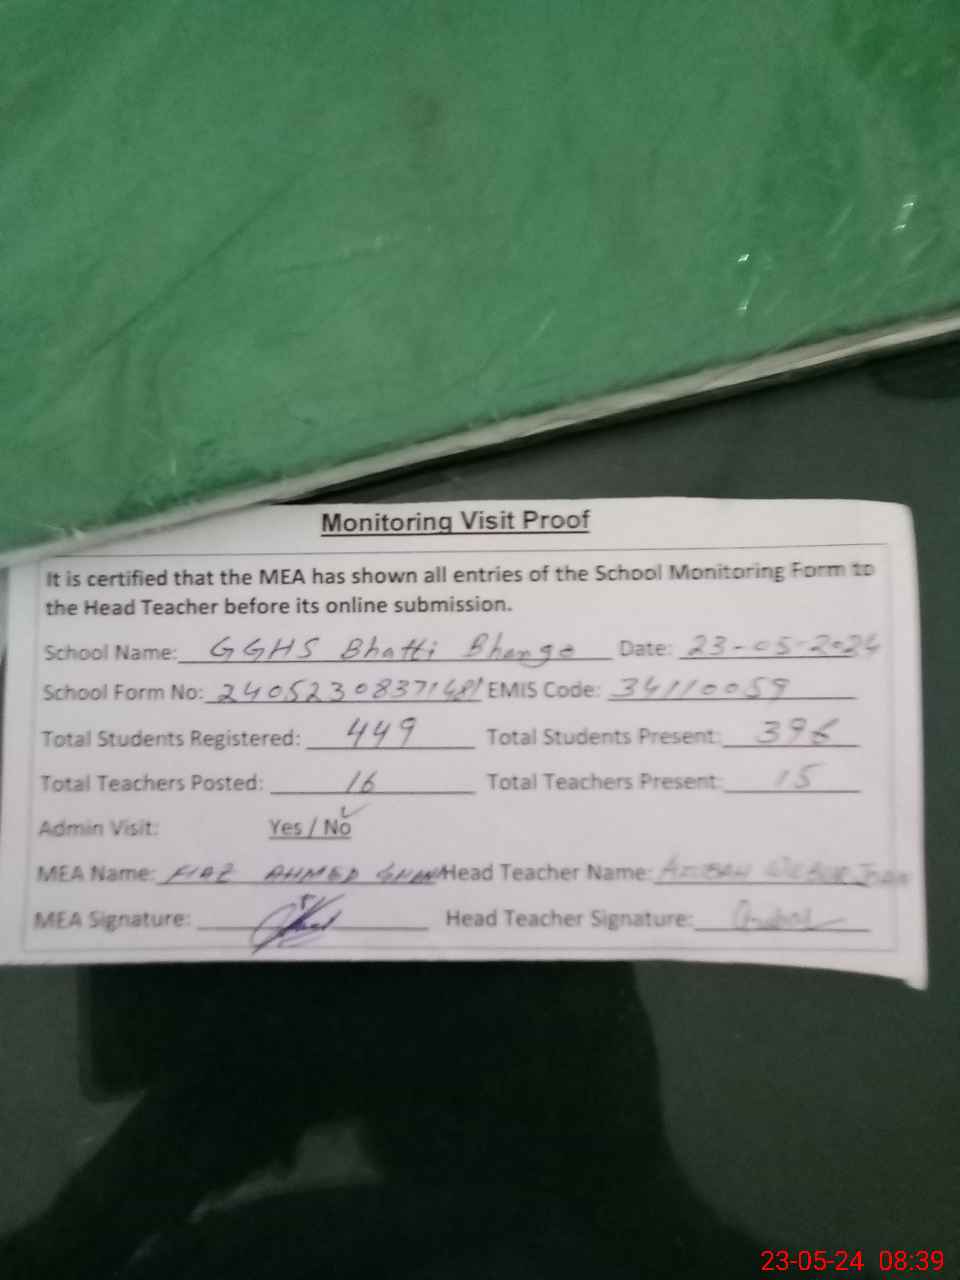 Monitoring Visit Proof
It is certified that the MEA has shown all entries of the School Monitoring Form to
the Head Teacher before its online submission.
School Name: GGHS Bhatti Bhango Date: 23-05-2024
School Form No: EMIS Code: 34110059
Total Students Registered: 449 Total Students Present: 396
Total Teachers Posted: 16 Total Teachers Present: 15
Admin Visit: Yes / No
MEA Name: FIAZ AHMED Head Teacher Name:
MEA Signature: Head Teacher Signature:
23-05-24 08:39